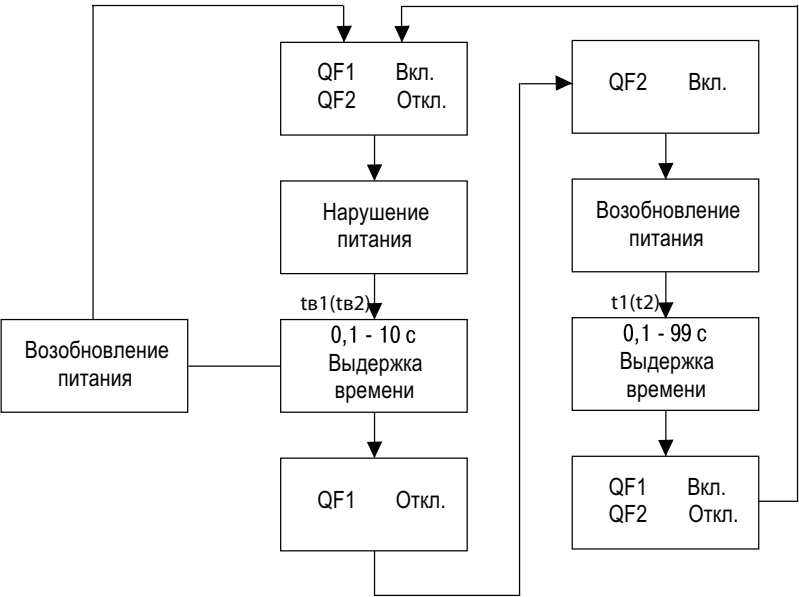 QF1 Вкл.
QF2 Откл.
Нарушение
питания
tв1(tв2)
0,1 - 10 с
Выдержка
времени
Возобновление
питания
QF1 Откл.
QF2 Вкл.
Возобновление
питания
t1(t2)
0,1 - 99 с
Выдержка
времени
QF1 Вкл.
QF2 Откл.